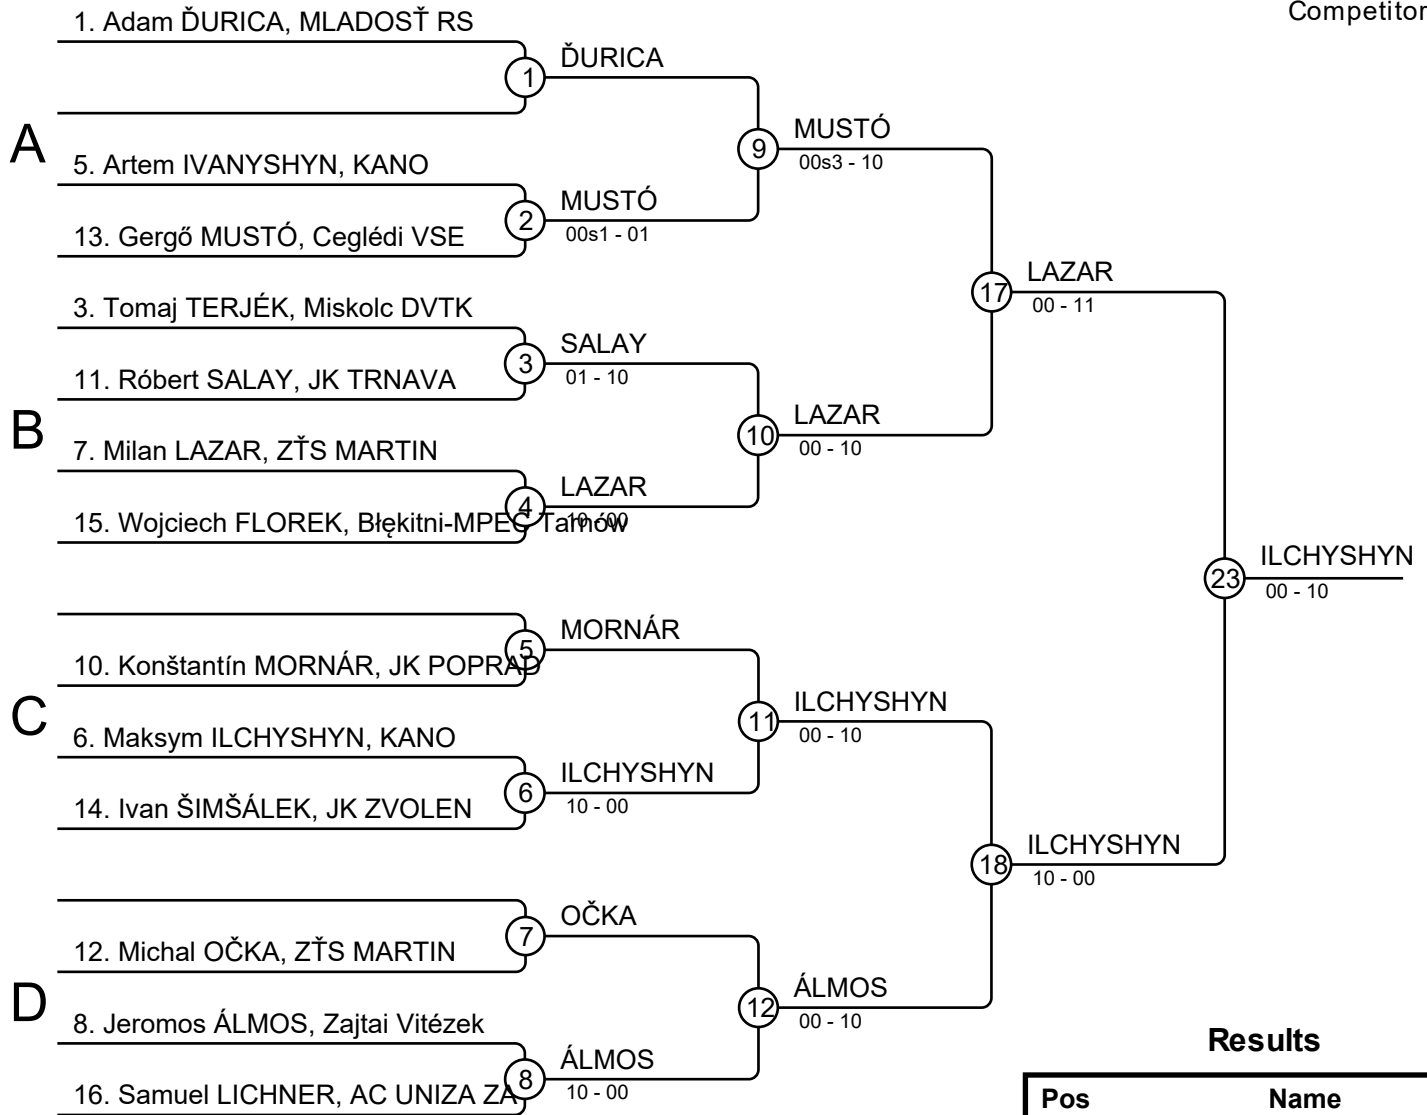 Competitor
1. Adam ĎURICA, MLADOSŤ RS
1
ĎURICA
A
5. Artem IVANYSHYN, KANO
13. Gergő MUSTÓ, Ceglédi VSE
2
MUSTÓ
00s1 - 01
9
MUSTÓ
00s3 - 10
3. Tomaj TERJÉK, Miskolc DVTK
11. Róbert SALAY, JK TRNAVA
3
SALAY
01 - 10
B
7. Milan LAZAR, ZŤS MARTIN
15. Wojciech FLOREK, Błękitni-MPEC Tarnów
4
LAZAR
10 - 00
10
LAZAR
00 - 10
17
LAZAR
00 - 11
10. Konštantín MORNÁR, JK POPRAD
5
MORNÁR
C
6. Maksym ILCHYSHYN, KANO
14. Ivan ŠIMŠÁLEK, JK ZVOLEN
6
ILCHYSHYN
10 - 00
11
ILCHYSHYN
00 - 10
12. Michal OČKA, ZŤS MARTIN
7
OČKA
D
8. Jeromos ÁLMOS, Zajtai Vitézek
16. Samuel LICHNER, AC UNIZA ZA
8
ÁLMOS
10 - 00
12
ÁLMOS
00 - 10
18
ILCHYSHYN
10 - 00
23
ILCHYSHYN
00 - 10
Results
Pos Name